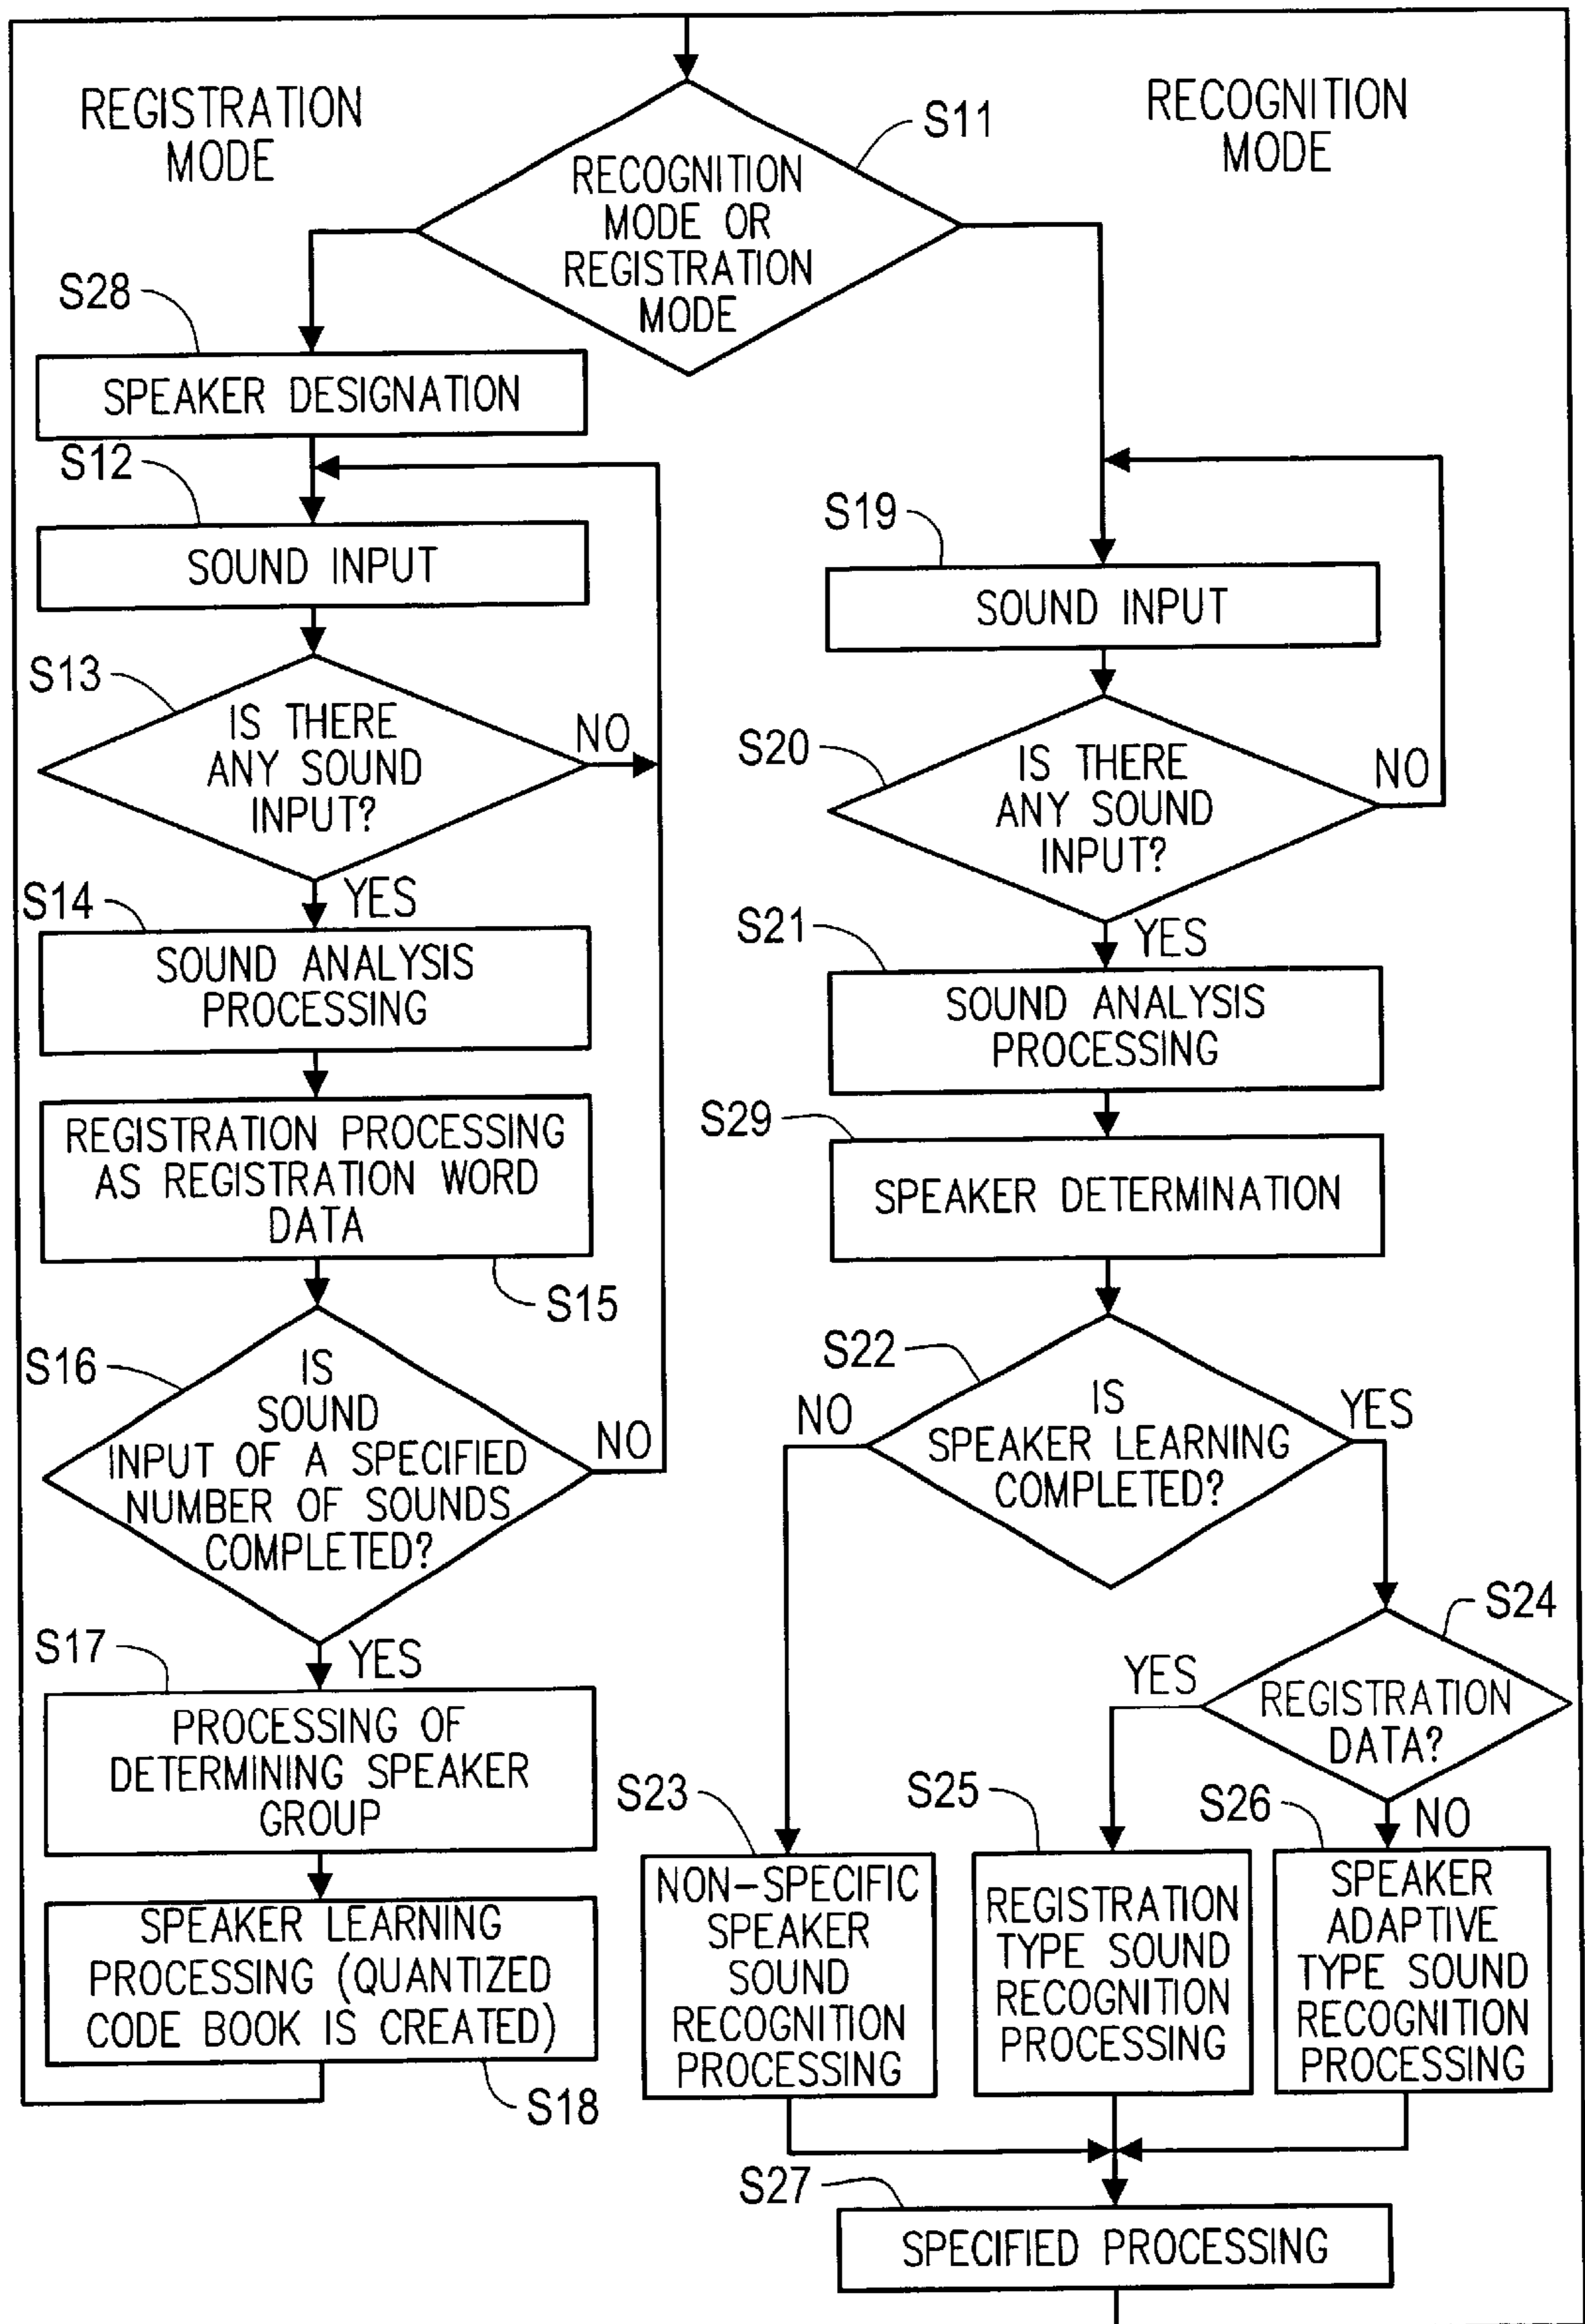 REGISTRATION
MODE
RECOGNITION
MODE
S11
RECOGNITION
MODE OR
REGISTRATION
MODE
S28
SPEAKER DESIGNATION
S12
SOUND INPUT
S13
IS THERE
ANY SOUND
INPUT?
NO
YES
S14
SOUND ANALYSIS
PROCESSING
REGISTRATION PROCESSING
AS REGISTRATION WORD
DATA
S15
S16
IS
SOUND
INPUT OF A SPECIFIED
NUMBER OF SOUNDS
COMPLETED?
NO
YES
S17
PROCESSING OF
DETERMINING SPEAKER
GROUP
SPEAKER LEARNING
PROCESSING (QUANTIZED
CODE BOOK IS CREATED)
S18
S19
SOUND INPUT
S20
IS THERE
ANY SOUND
INPUT?
NO
YES
S21
SOUND ANALYSIS
PROCESSING
S29
SPEAKER DETERMINATION
S22
IS
SPEAKER LEARNING
COMPLETED?
NO
YES
S24
REGISTRATION
DATA?
YES
NO
S23
NON-SPECIFIC
SPEAKER
SOUND
RECOGNITION
PROCESSING
S25
REGISTRATION
TYPE SOUND
RECOGNITION
PROCESSING
S26
SPEAKER
ADAPTIVE
TYPE SOUND
RECOGNITION
PROCESSING
S27
SPECIFIED PROCESSING